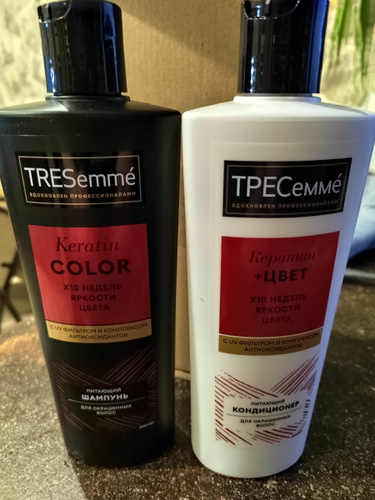 TRESemmé
ВДОХНОВЛЕН ПРОФЕССИОНАЛАМИ
Keratin
COLOR
X10 НЕДЕЛЬ
ЯРКОСТИ
ЦВЕТА
С UV ФИЛЬТРОМ И КОМПЛЕКСОМ
АНТИОКСИДАНТОВ
ПИТАЮЩИЙ
ШАМПУНЬ
ДЛЯ ОКРАШЕННЫХ
ВОЛОС
ТРЕСеммé
ВДОХНОВЛЕН ПРОФЕССИОНАЛАМИ
Кератин
+ЦВЕТ
X10 НЕДЕЛЬ
ЯРКОСТИ
ЦВЕТА
С UV ФИЛЬТРОМ И КОМПЛЕКСОМ
АНТИОКСИДАНТОВ
ПИТАЮЩИЙ
КОНДИЦИОНЕР
ДЛЯ ОКРАШЕННЫХ
ВОЛОС